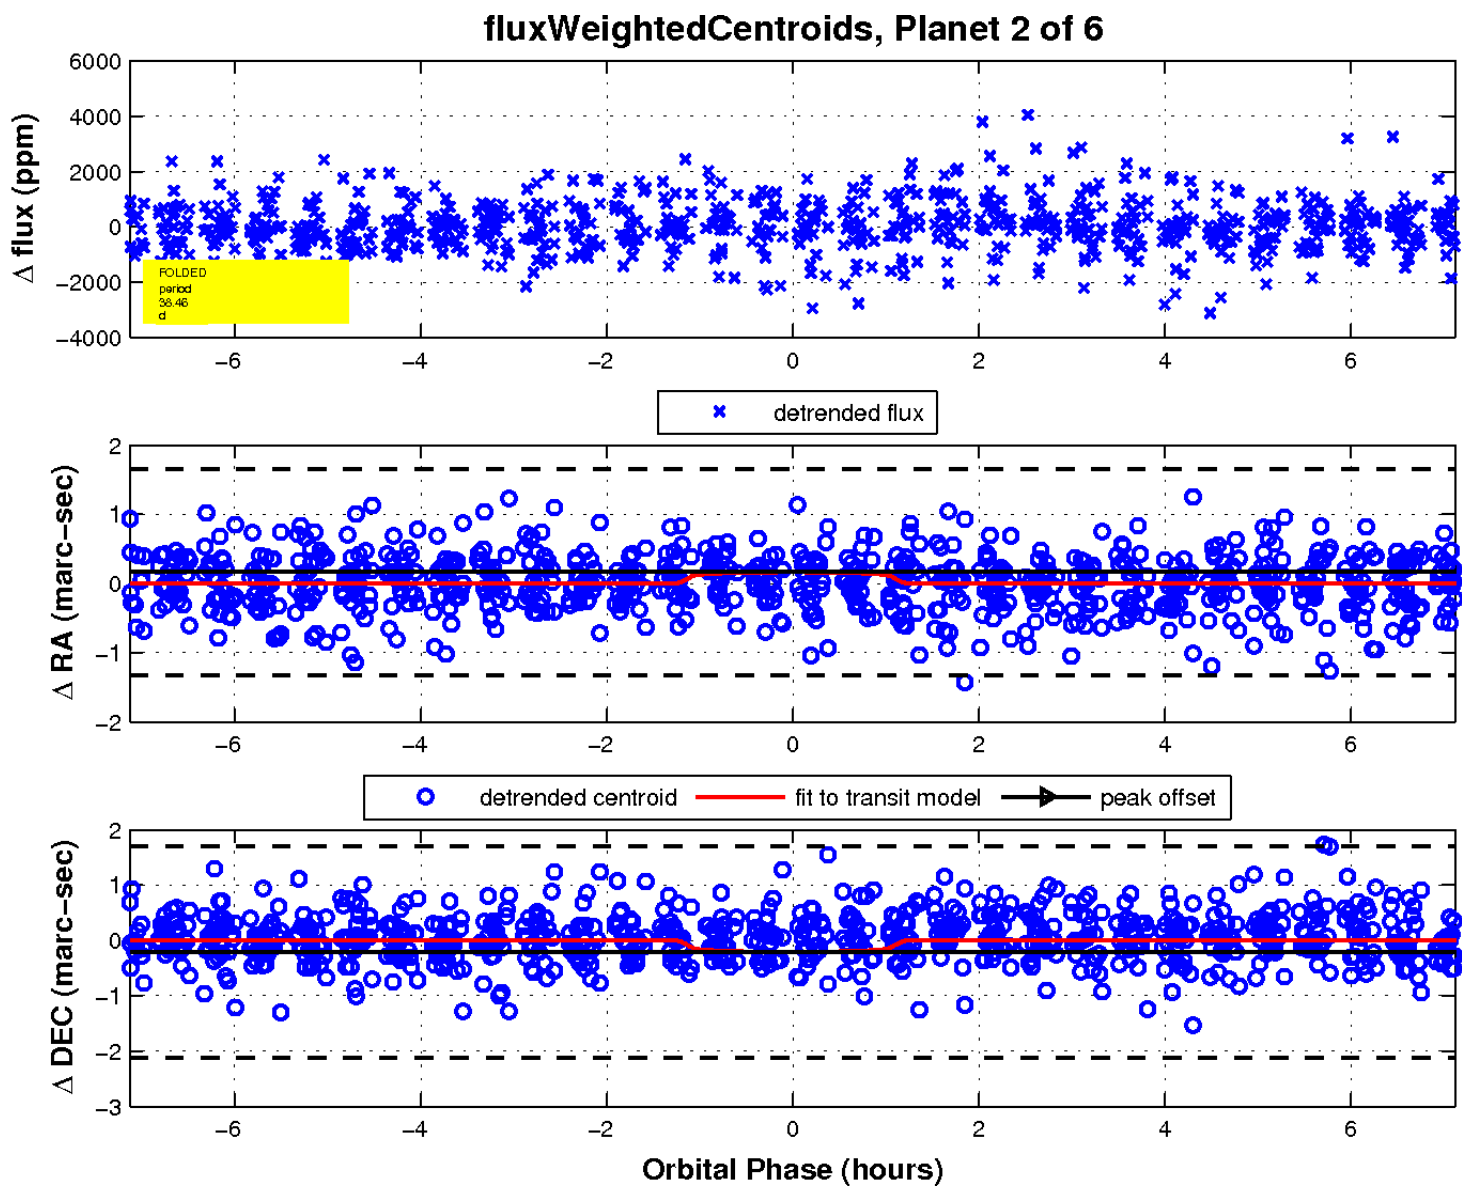 fluxWeightedCentroids, Planet 2 of 6
Δ flux (ppm)
6000
4000
2000
0
−2000
−4000
FOLDED
period
38.46
d
−6 −4 −2 0 2 4 6
detrended flux
Δ RA (marc−sec)
2
1
0
−1
−2
−6 −4 −2 0 2 4 6
detrended centroid fit to transit model peak offset
Δ DEC (marc−sec)
2
1
0
−1
−2
−3
−6 −4 −2 0 2 4 6
Orbital Phase (hours)